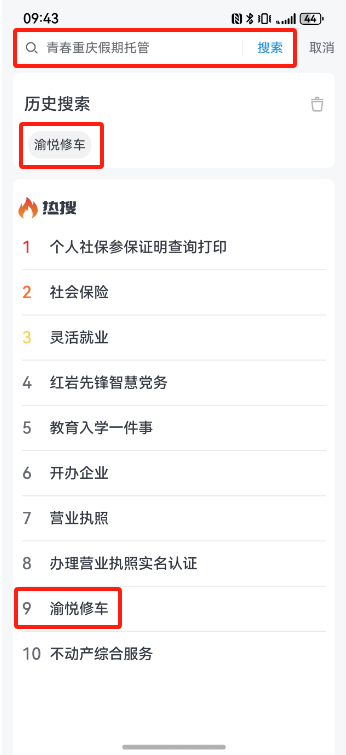 09:43 44
青春重庆假期托管 搜索 取消
历史搜索
渝悦修车
热搜
1 个人社保参保证明查询打印
2 社会保险
3 灵活就业
4 红岩先锋智慧党务
5 教育入学一件事
6 开办企业
7 营业执照
8 办理营业执照实名认证
9 渝悦修车
10 不动产综合服务